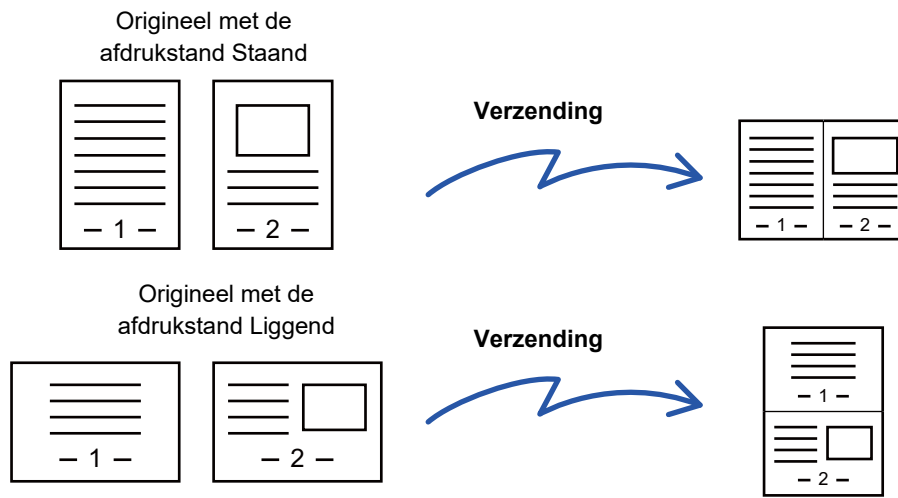 Origineel met de
afdrukstand Staand
Verzending
– 1 –
– 2 –
– 1 –
– 2 –
Origineel met de
afdrukstand Liggend
Verzending
– 1 –
– 2 –
– 1 –
– 2 –